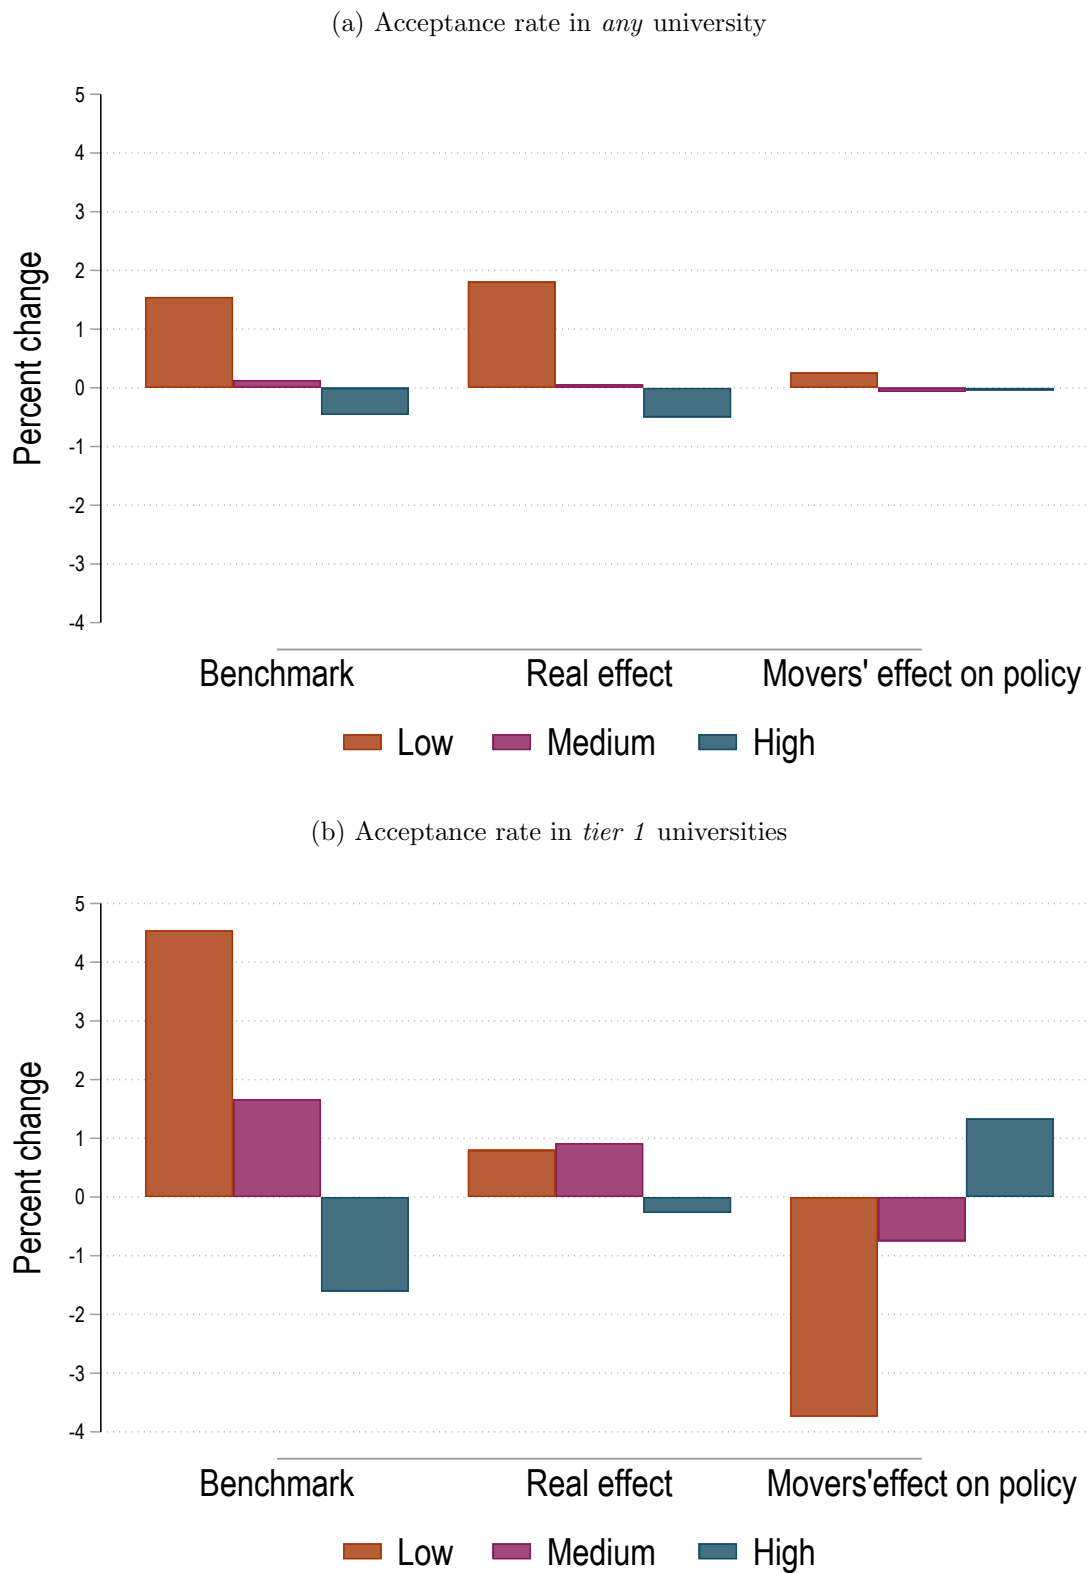 (a) Acceptance rate in any university
5
4
3
2
1
0
-1
-2
-3
-4
Percent change
Benchmark Real effect Movers' effect on policy
Low Medium High
(b) Acceptance rate in tier 1 universities
5
4
3
2
1
0
-1
-2
-3
-4
Percent change
Benchmark Real effect Movers'effect on policy
Low Medium High